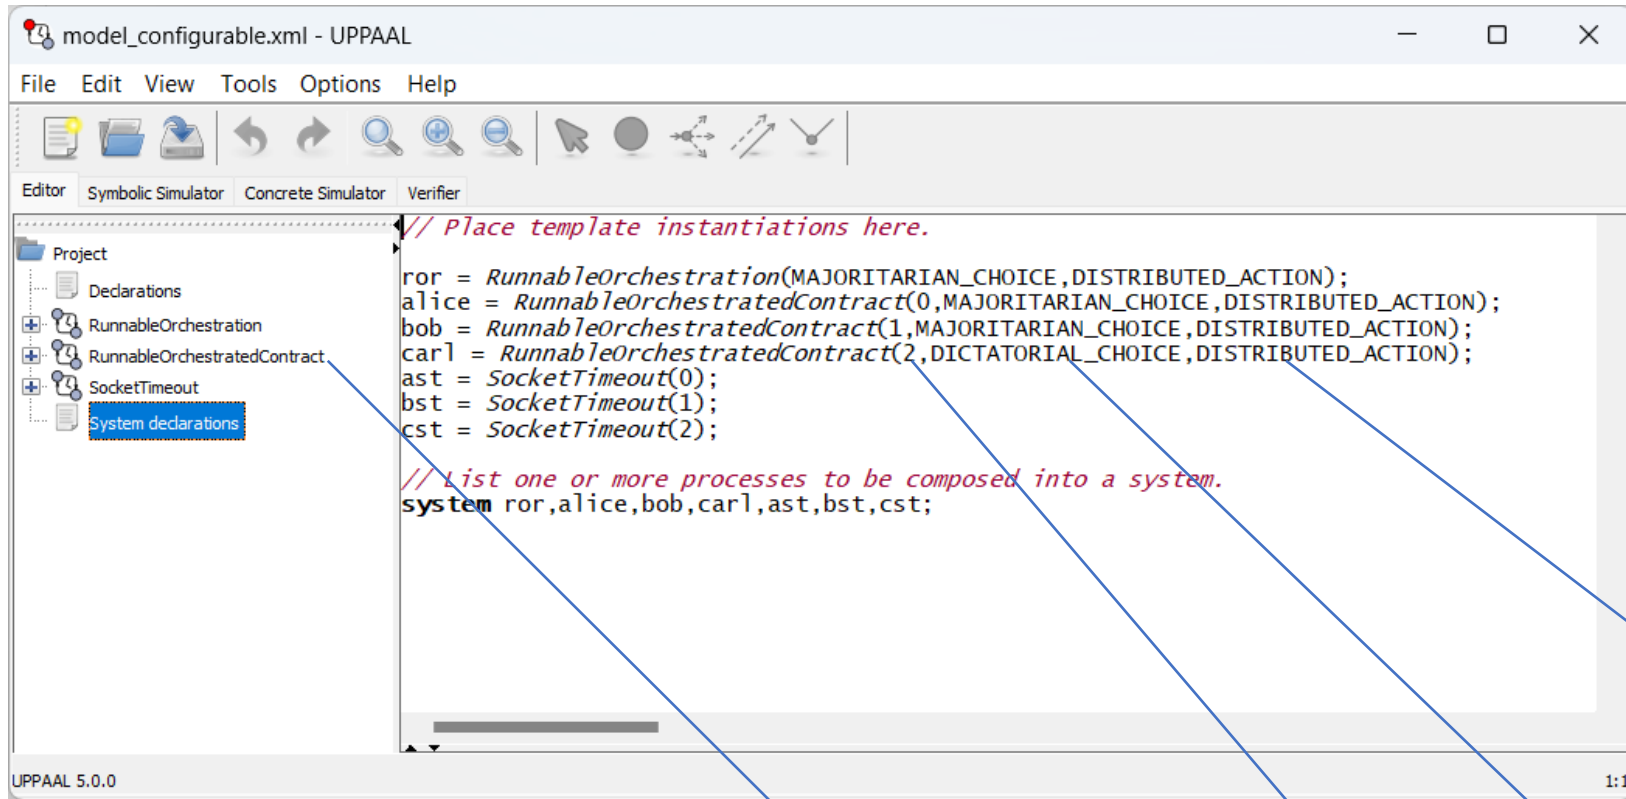 model_configurable.xml - UPPAAL
File Edit View Tools Options Help
Editor Symbolic Simulator Concrete Simulator Verifier
Project
Declarations
RunnableOrchestration
RunnableOrchestratedContract
SocketTimeout
System declarations
// Place template instantiations here.
ror = RunnableOrchestration(MAJORITARIAN_CHOICE,DISTRIBUTED_ACTION);
alice = RunnableOrchestratedContract(0,MAJORITARIAN_CHOICE,DISTRIBUTED_ACTION);
bob = RunnableOrchestratedContract(1,MAJORITARIAN_CHOICE,DISTRIBUTED_ACTION);
carl = RunnableOrchestratedContract(2,DICTATORIAL_CHOICE,DISTRIBUTED_ACTION);
ast = SocketTimeout(0);
bst = SocketTimeout(1);
cst = SocketTimeout(2);
// List one or more processes to be composed into a system.
system ror,alice,bob,carl,ast,bst,cst;
UPPAAL 5.0.0
1:1